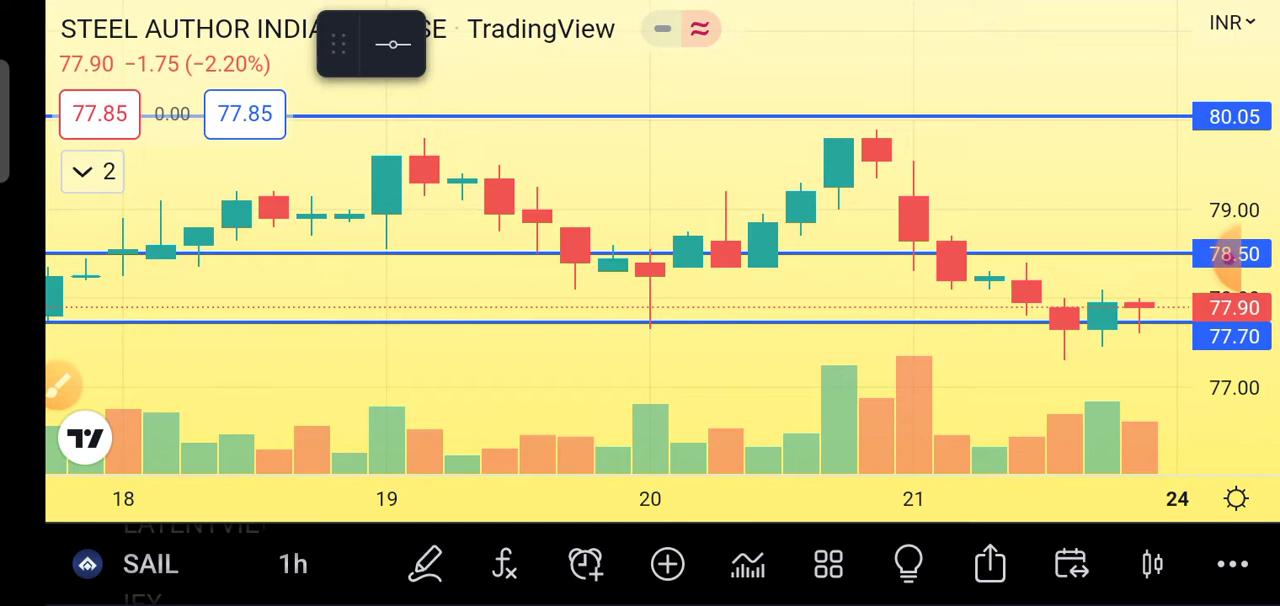 STEEL AUTHOR INDIA SE · TradingView
INR
77.90 −1.75 (−2.20%)
77.85 0.00 77.85
80.05
2
79.00
78.50
77.90
77.70
77.00
18 19 20 21 24
SAIL 1h